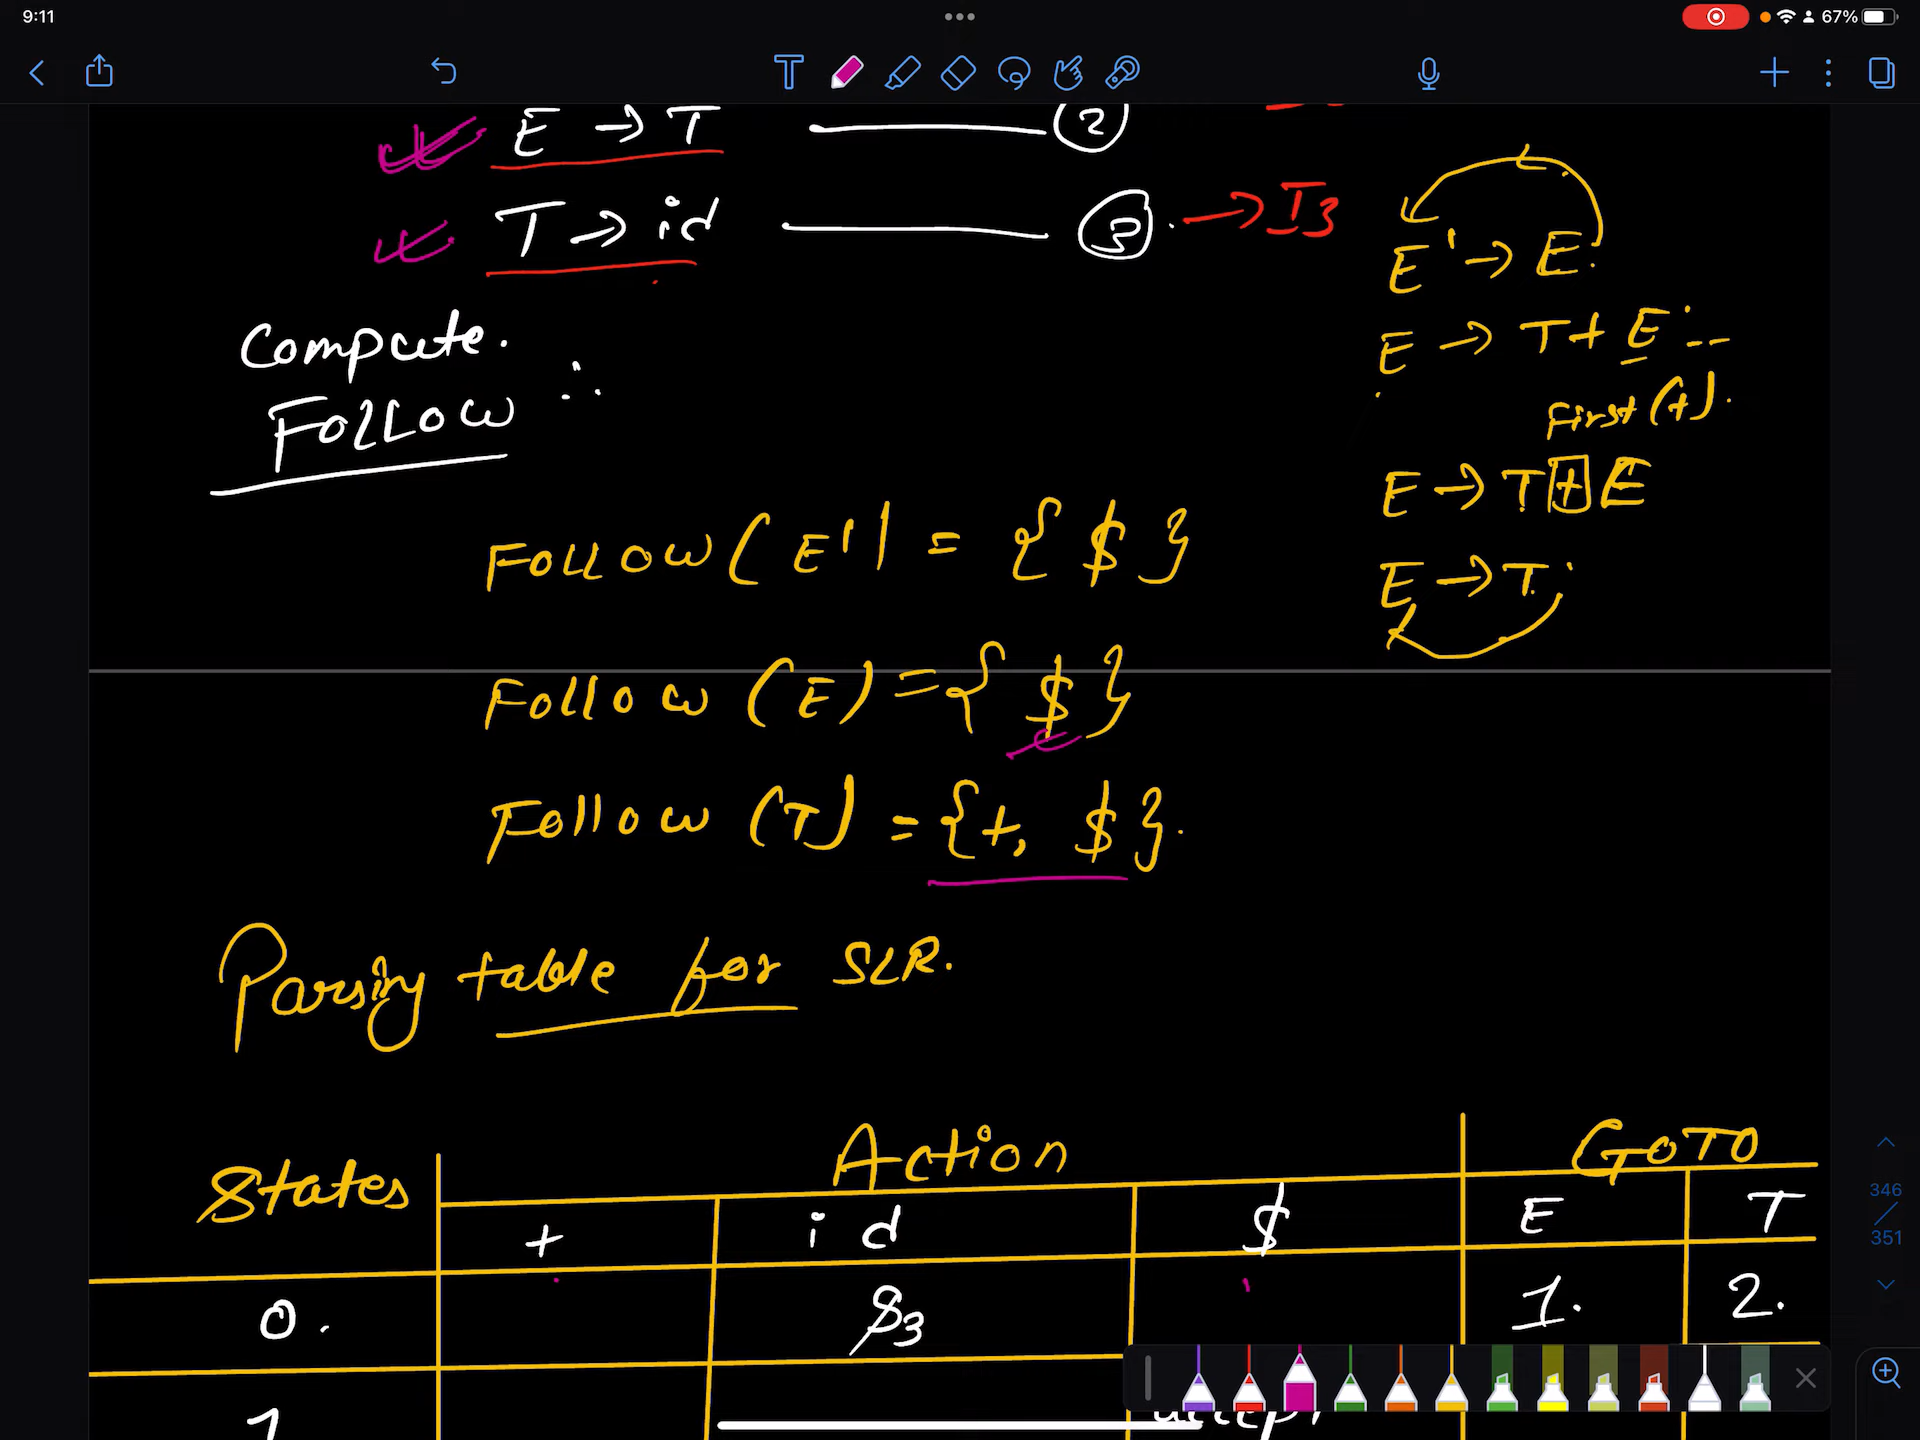 9:11
67%
E → T 2
T → id 3 → I3
E' → E.
Compute.
E → T + E
FOLLOW :
First(+).
E → T + E
Follow(E') = { $ }
E → T
Follow (E) = { $ }
Follow (T) = {+, $}.
Parsing table for SLR.
States Action GOTO
+ id $ E T
0. S3 1. 2.
1
346
351